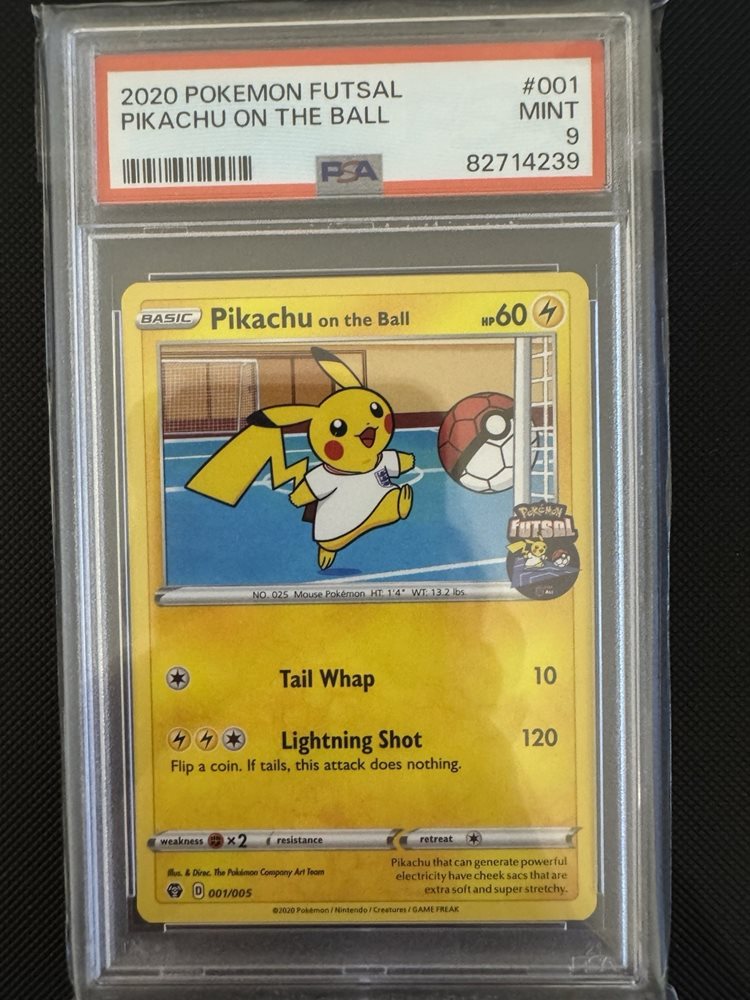 2020 POKEMON FUTSAL #001
PIKACHU ON THE BALL MINT
9
PSA 82714239
BASIC Pikachu on the Ball HP60
POKéMON
FUTSAL
NO. 025 Mouse Pokémon HT: 1'4" WT: 13.2 lbs.
Tail Whap 10
Lightning Shot 120
Flip a coin. If tails, this attack does nothing.
weakness ×2 resistance retreat
Illus. & Direc. The Pokémon Company Art Team
Pikachu that can generate powerful
electricity have cheek sacs that are
extra soft and super stretchy.
D 001/005
©2020 Pokémon / Nintendo / Creatures / GAME FREAK